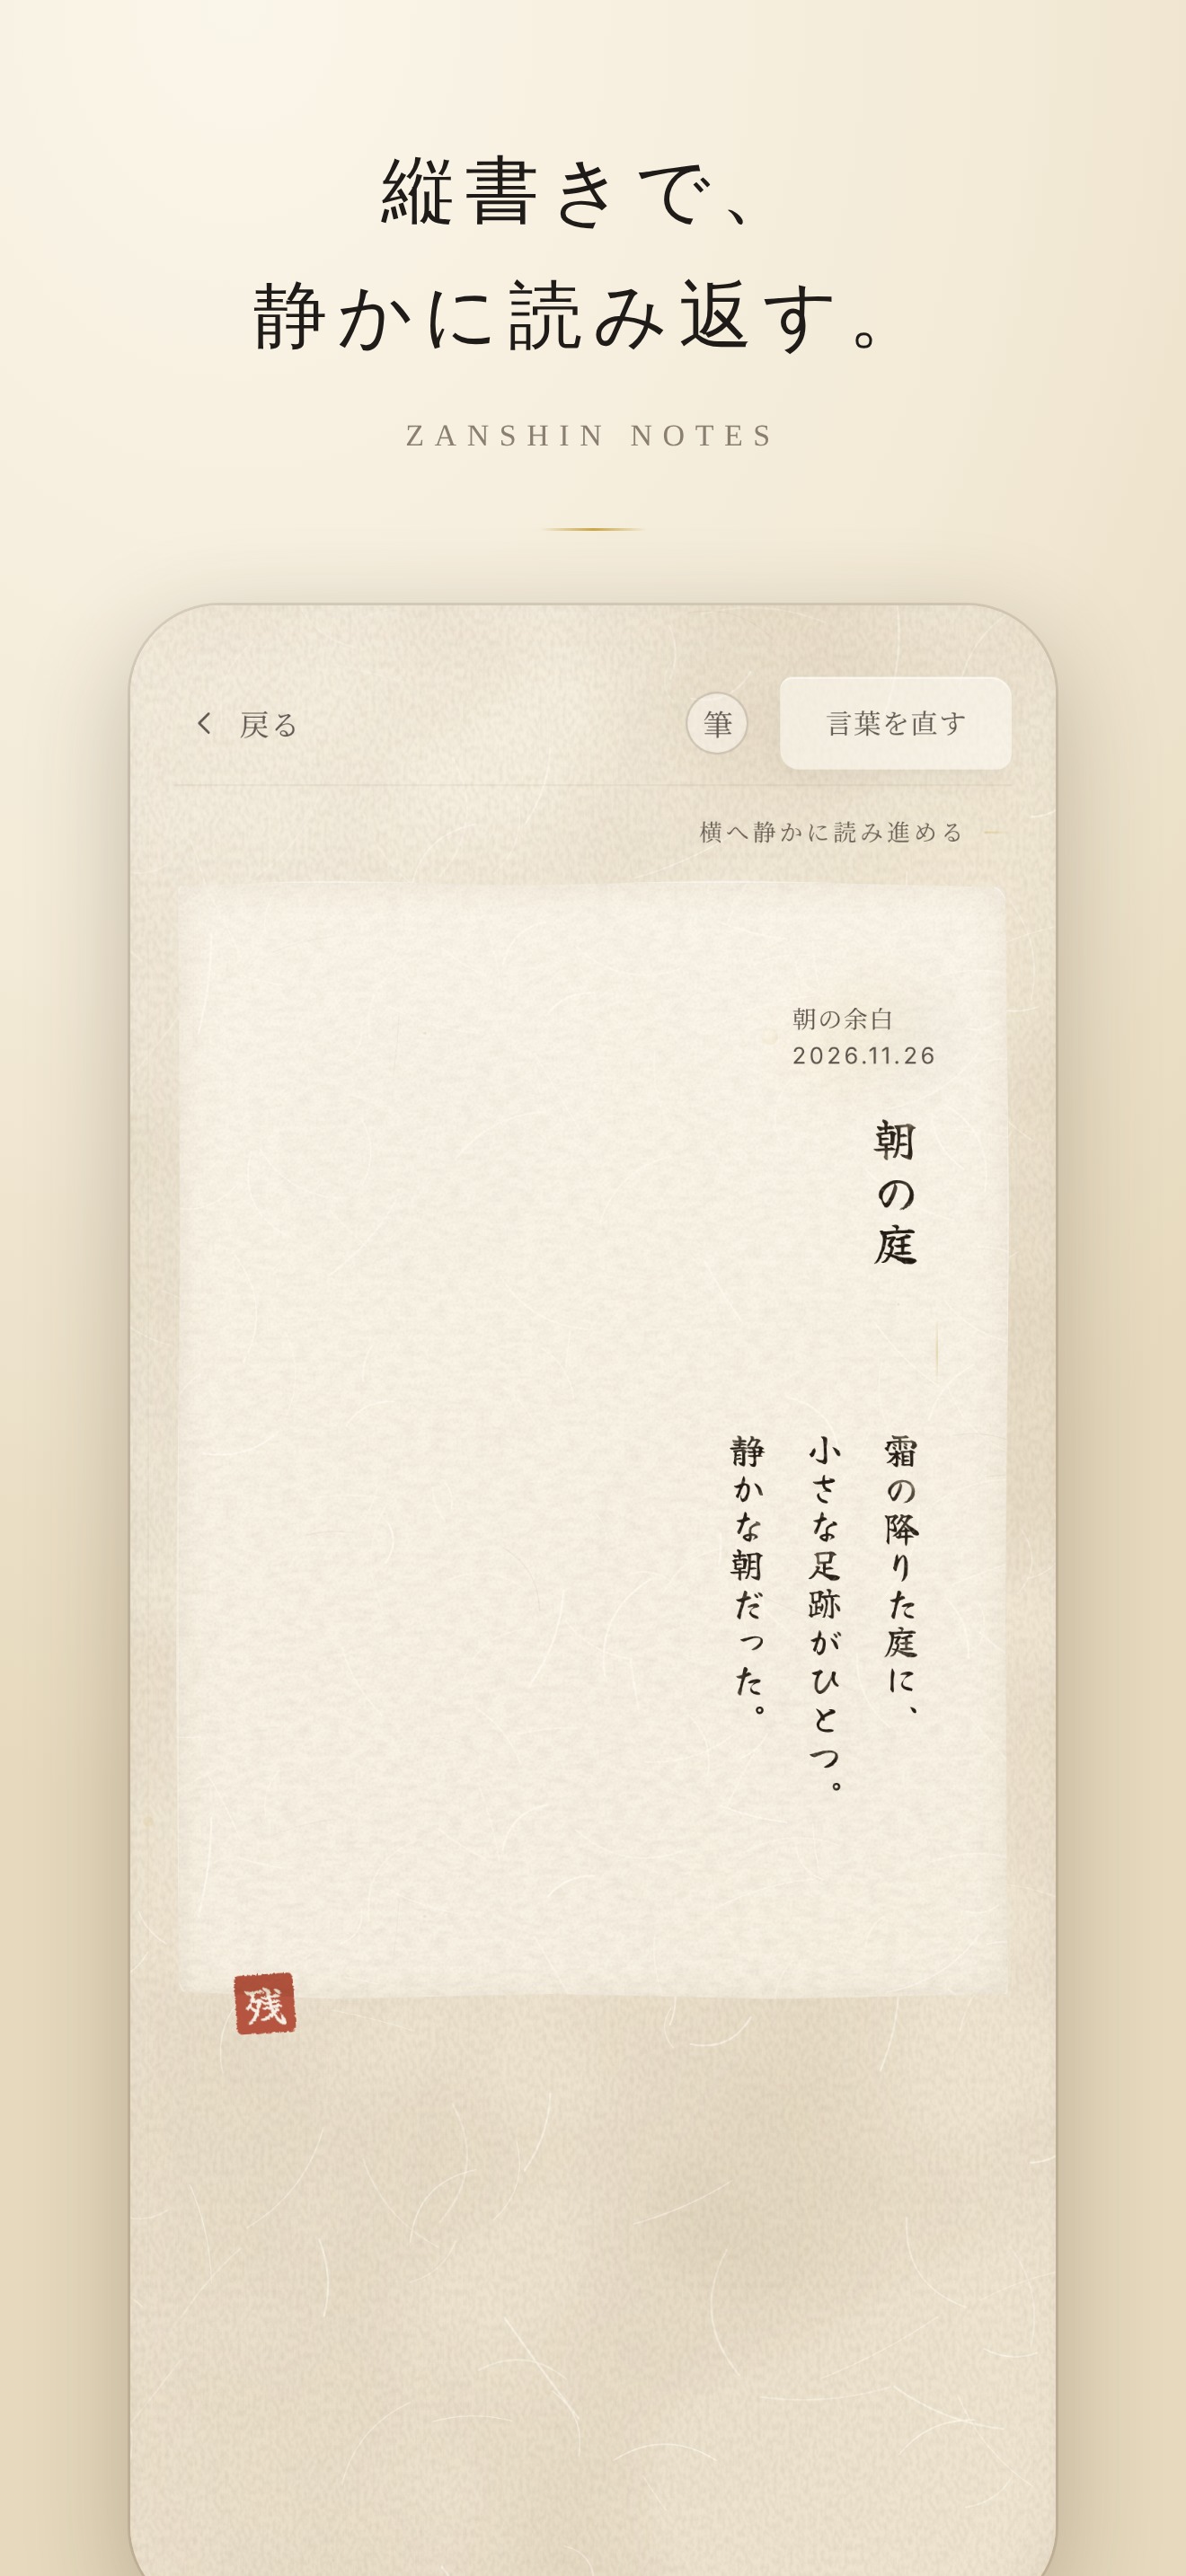 縦書きで、
静かに読み返す。
ZANSHIN NOTES
戻る
筆
言葉を直す
横へ静かに読み進める
朝の余白
2026.11.26
朝の庭
霜の降りた庭に、
小さな足跡がひとつ。
静かな朝だった。
残